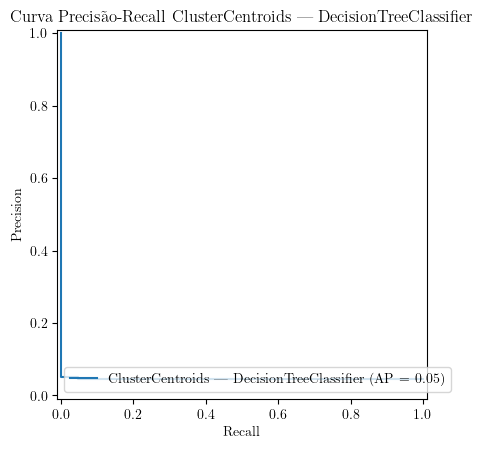 Curva Precisão-Recall ClusterCentroids — DecisionTreeClassifier
1.0
0.8
0.6
0.4
0.2
0.0
Precision
ClusterCentroids — DecisionTreeClassifier (AP = 0.05)
0.0 0.2 0.4 0.6 0.8 1.0
Recall